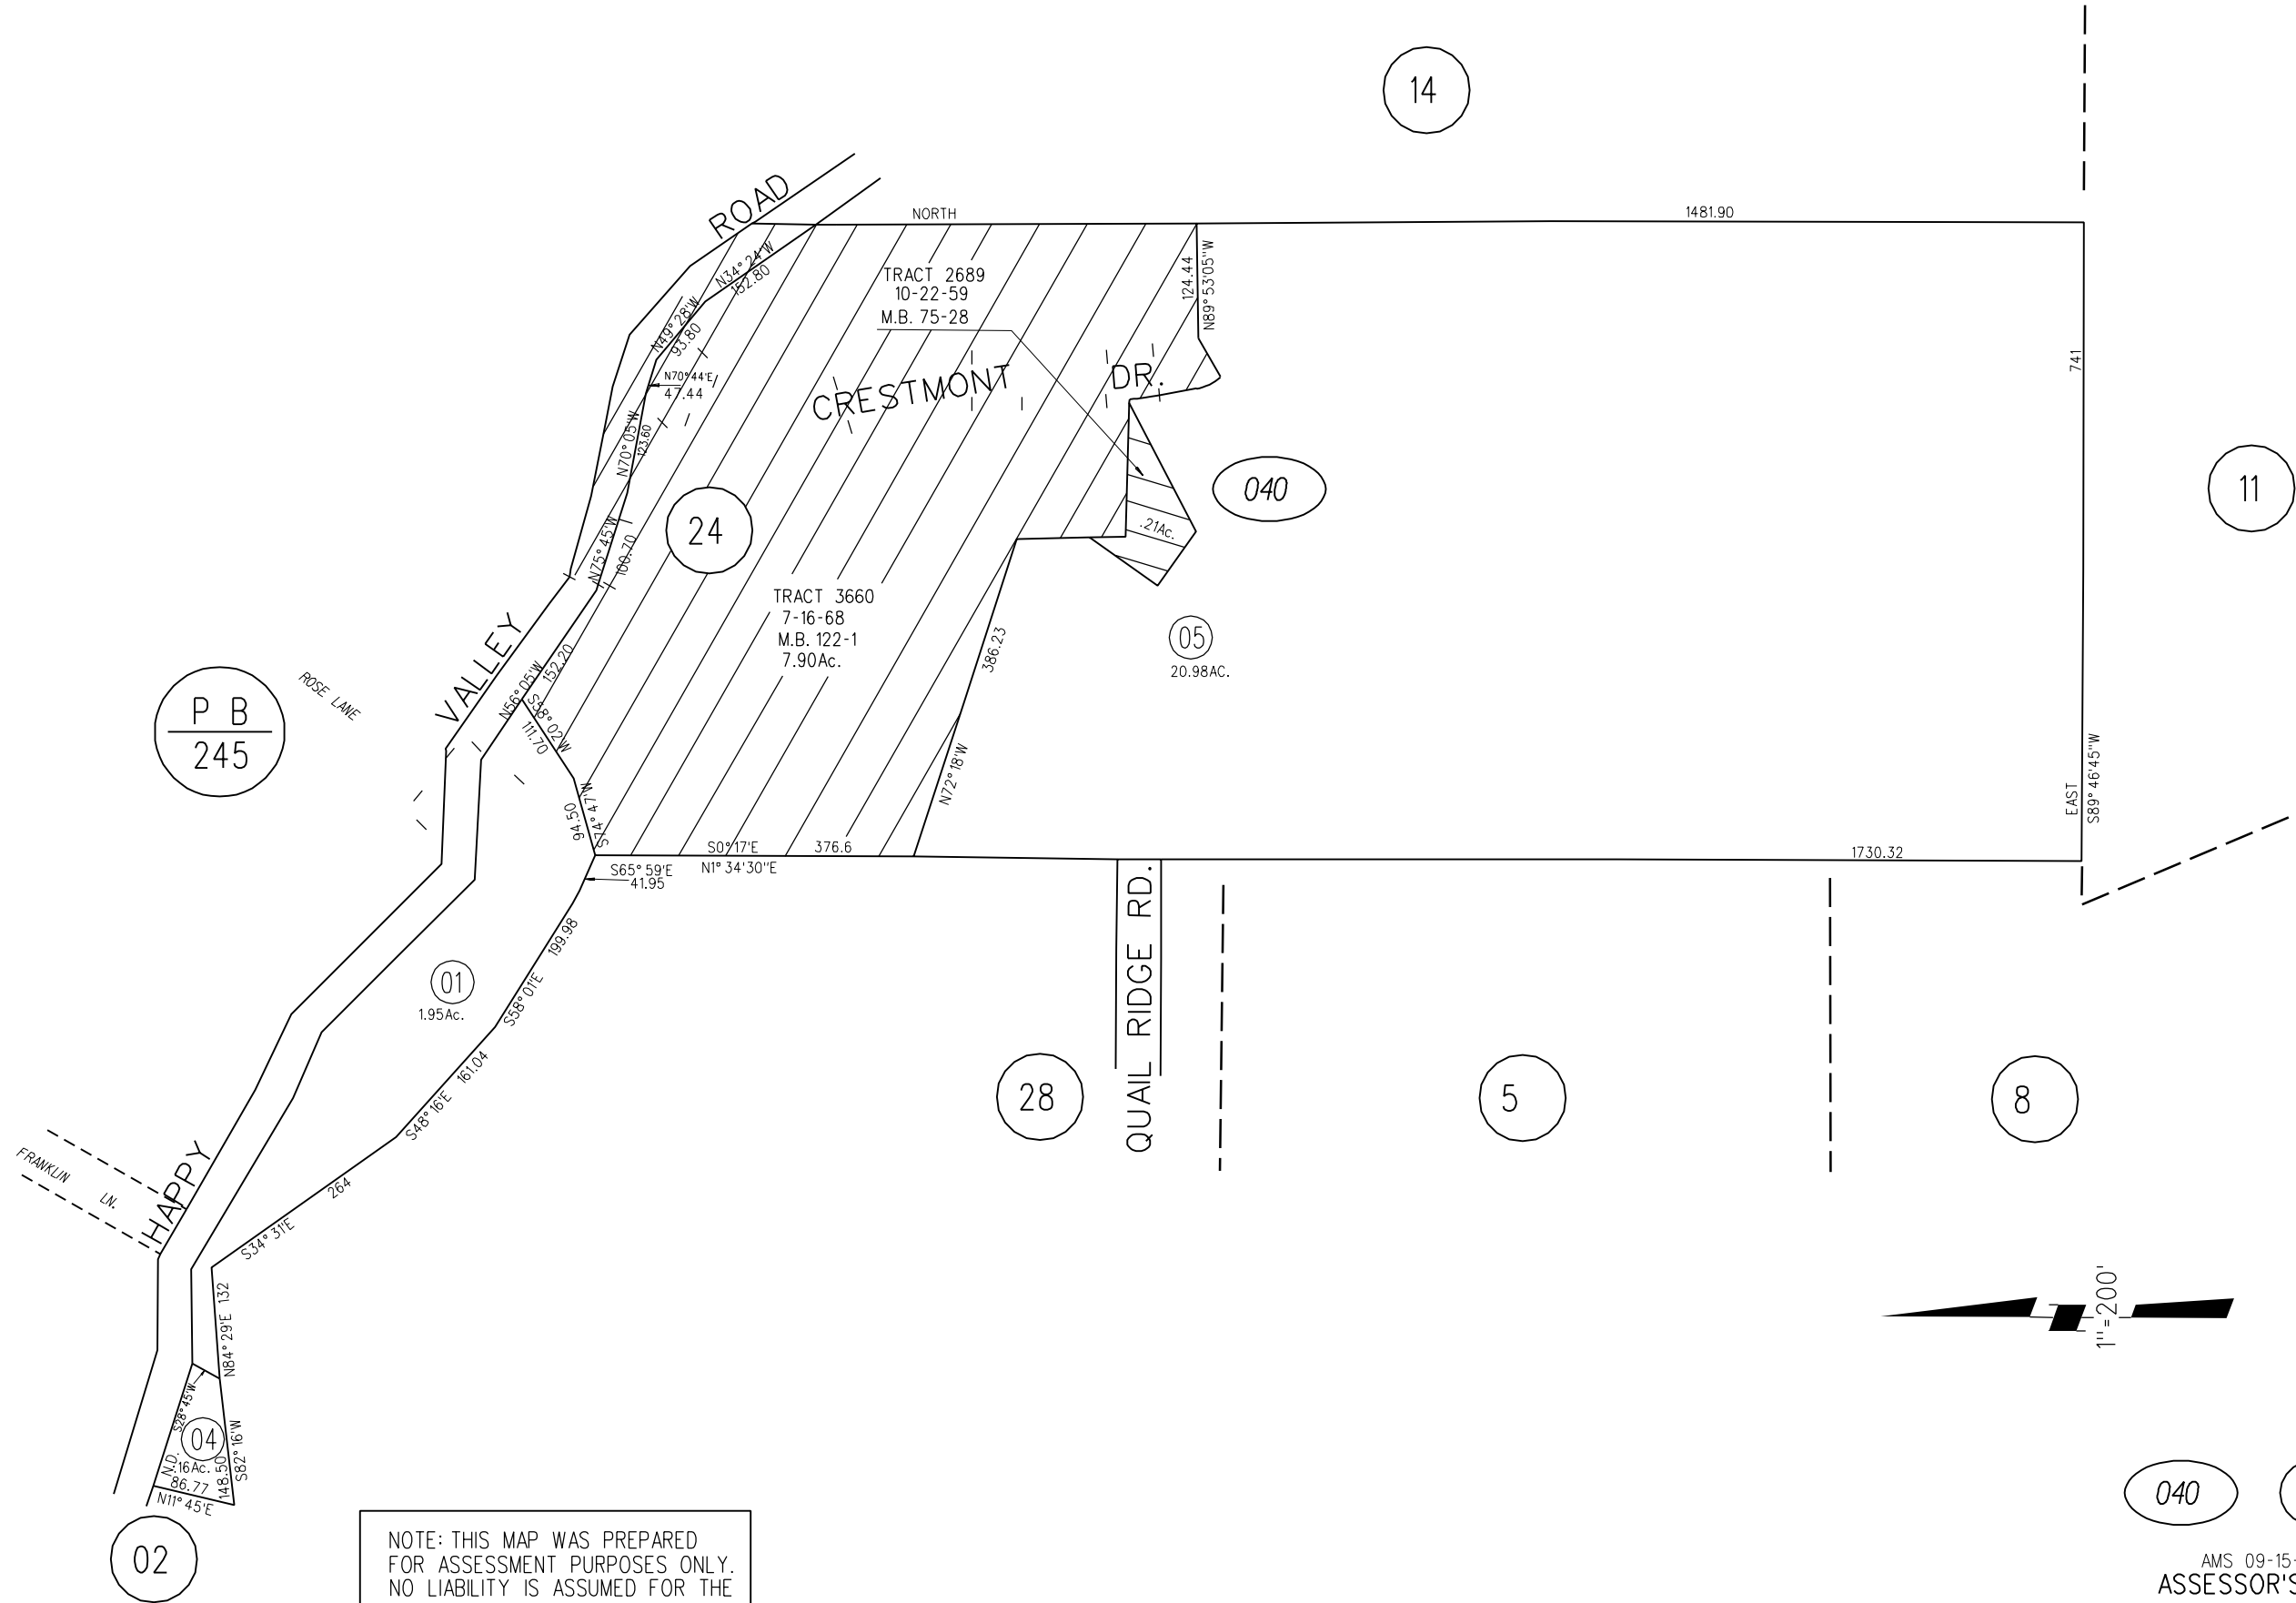 14
ROAD
NORTH
1481.90
N34°24'W
152.80
TRACT 2689
10-22-59
M.B. 75-28
124.44
N89°53'05"W
N49°28'W
93.80
N70°44'E
47.44
741
CRESTMONT DR.
N70°05'W
123.60
24
040
11
.21Ac.
N75°45'W
100.70
TRACT 3660
7-16-68
M.B. 122-1
7.90Ac.
386.23
05
20.98AC.
VALLEY
ROSE LANE
P B
245
N56°05'W
152.20
S58°02'W
111.70
N72°18'W
EAST
S89°46'45"W
94.50
S74°47'W
S0°17'E
376.6
1730.32
S65°59'E
41.95
N1°34'30"E
199.98
S58°01'E
01
1.95Ac.
QUAIL RIDGE RD.
28
5
8
161.04
S48°16'E
HAPPY
FRANKLIN LN.
264
S34°31'E
N84°29'E 132
1"=200'
S28°45'W
04
N.D.
.16Ac.
86.77
N11°45'E
148.50
S82°16'W
040
02
NOTE: THIS MAP WAS PREPARED
FOR ASSESSMENT PURPOSES ONLY.
NO LIABILITY IS ASSUMED FOR THE
AMS 09-15-
ASSESSOR'S